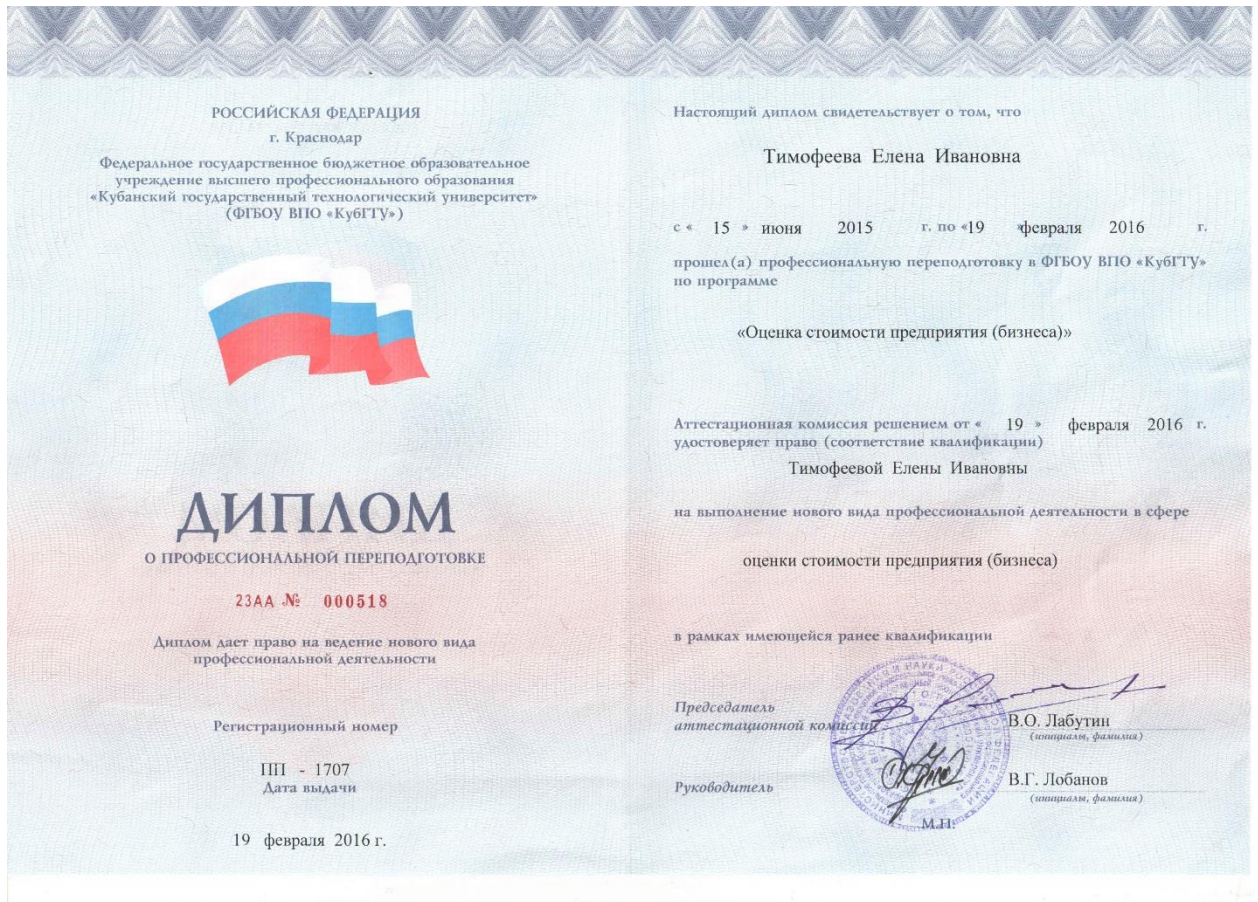 РОССИЙСКАЯ ФЕДЕРАЦИЯ
г. Краснодар
Федеральное государственное бюджетное образовательное
учреждение высшего профессионального образования
«Кубанский государственный технологический университет»
(ФГБОУ ВПО «КубГТУ»)
ДИПЛОМ
О ПРОФЕССИОНАЛЬНОЙ ПЕРЕПОДГОТОВКЕ
23АА № 000518
Диплом дает право на ведение нового вида
профессиональной деятельности
Регистрационный номер
ПП - 1707
Дата выдачи
19 февраля 2016 г.
Настоящий диплом свидетельствует о том, что
Тимофеева Елена Ивановна
с « 15 » июня 2015 г. по «19 » февраля 2016 г.
прошел(а) профессиональную переподготовку в ФГБОУ ВПО «КубГТУ»
по программе
«Оценка стоимости предприятия (бизнеса)»
Аттестационная комиссия решением от « 19 » февраля 2016 г.
удостоверяет право (соответствие квалификации)
Тимофеевой Елены Ивановны
на выполнение нового вида профессиональной деятельности в сфере
оценки стоимости предприятия (бизнеса)
в рамках имеющейся ранее квалификации
Председатель
аттестационной комиссии
В.О. Лабутин
(инициалы, фамилия)
Руководитель
В.Г. Лобанов
(инициалы, фамилия)
М.П.